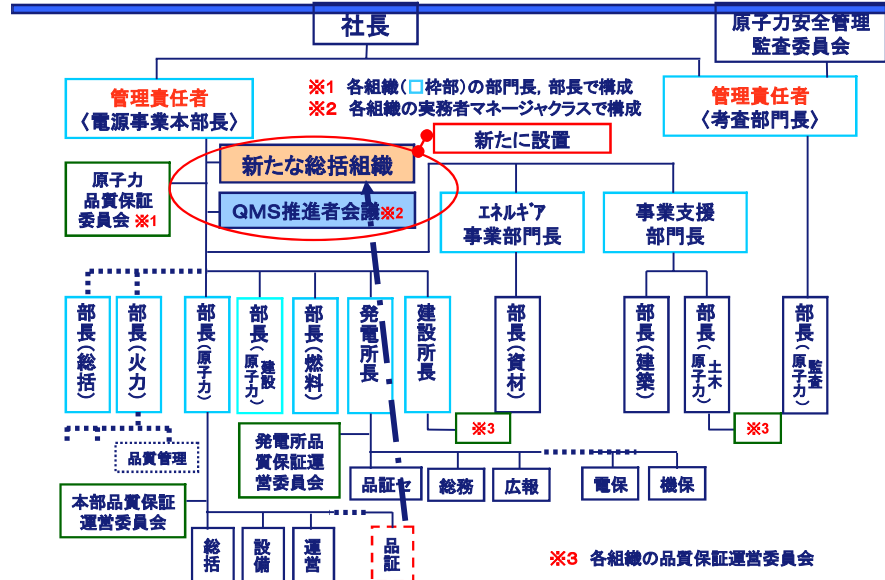 社長
原子力安全管理
監査委員会
管理責任者
〈電源事業本部長〉
※1 各組織(□枠部)の部門長,部長で構成
※2 各組織の実務者マネージャクラスで構成
管理責任者
〈考査部門長〉
新たに設置
新たな総括組織
原子力
品質保証
委員会 ※1
QMS推進者会議※2
エネルギア
事業部門長
事業支援
部門長
部長(総括)
部長(火力)
部長(原子力)
部長(原子力)建設
部長(燃料)
発電所長
建設所長
部長(資材)
部長(建築)
部長(原子力)土木
部長(原子力)監査
※3
※3
品質管理
発電所品
質保証運
営委員会
品証セ
総務
広報
電保
機保
本部品質保証
運営委員会
総括
設備
運営
品証
※3 各組織の品質保証運営委員会